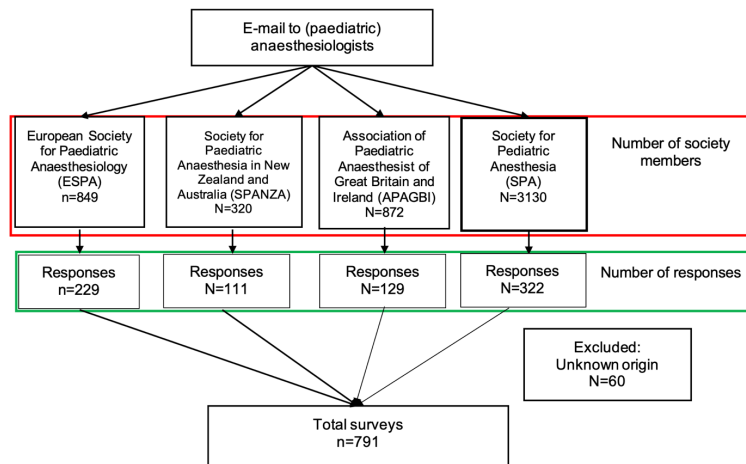 E-mail to (paediatric)
anaesthesiologists
European Society
for Paediatric
Anaesthesiology
(ESPA)
n=849
Society for
Paediatric
Anaesthesia in New
Zealand and
Australia (SPANZA)
N=320
Association of
Paediatric
Anaesthesist of
Great Britain and
Ireland (APAGBI)
N=872
Society for
Pediatric
Anesthesia
(SPA)
N=3130
Number of society
members
Responses
n=229
Responses
N=111
Responses
N=129
Responses
N=322
Number of responses
Excluded:
Unknown origin
N=60
Total surveys
n=791